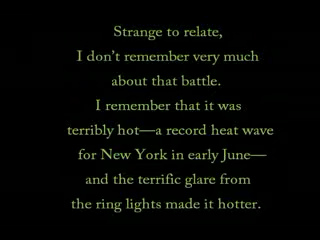 Strange to relate,
I don't remember very much
about that battle.
I remember that it was
terribly hot—a record heat wave
for New York in early June—
and the terrific glare from
the ring lights made it hotter.